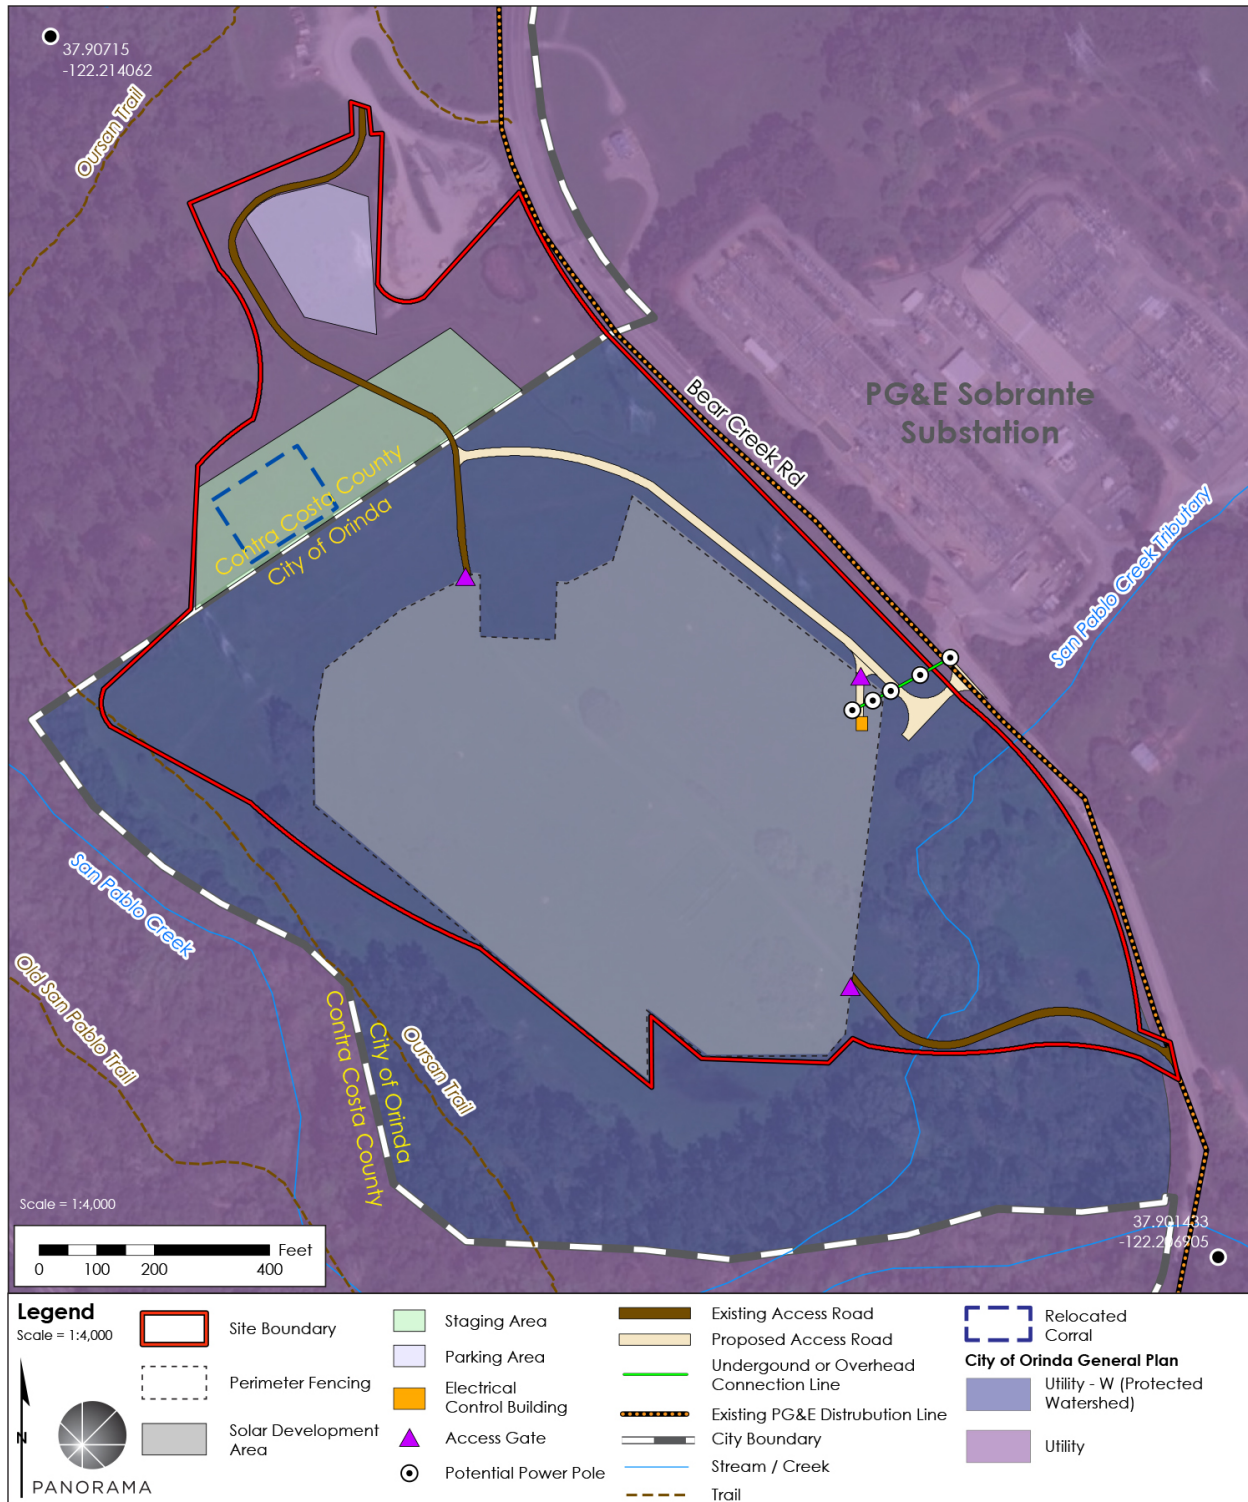 37.90715
-122.214062
Oursan Trail
Bear Creek Rd
PG&E Sobrante
Substation
San Pablo Creek Tributary
Contra Costa County
City of Orinda
San Pablo Creek
Old San Pablo Trail
City of Orinda
Contra Costa County
Oursan Trail
37.901433
-122.206905
Scale = 1:4,000
Feet
0 100 200 400
Legend
Scale = 1:4,000
N
PANORAMA
Site Boundary
Perimeter Fencing
Solar Development
Area
Staging Area
Parking Area
Electrical
Control Building
Access Gate
Potential Power Pole
Existing Access Road
Proposed Access Road
Undergound or Overhead
Connection Line
Existing PG&E Distrubution Line
City Boundary
Stream / Creek
Trail
Relocated
Corral
City of Orinda General Plan
Utility - W (Protected
Watershed)
Utility